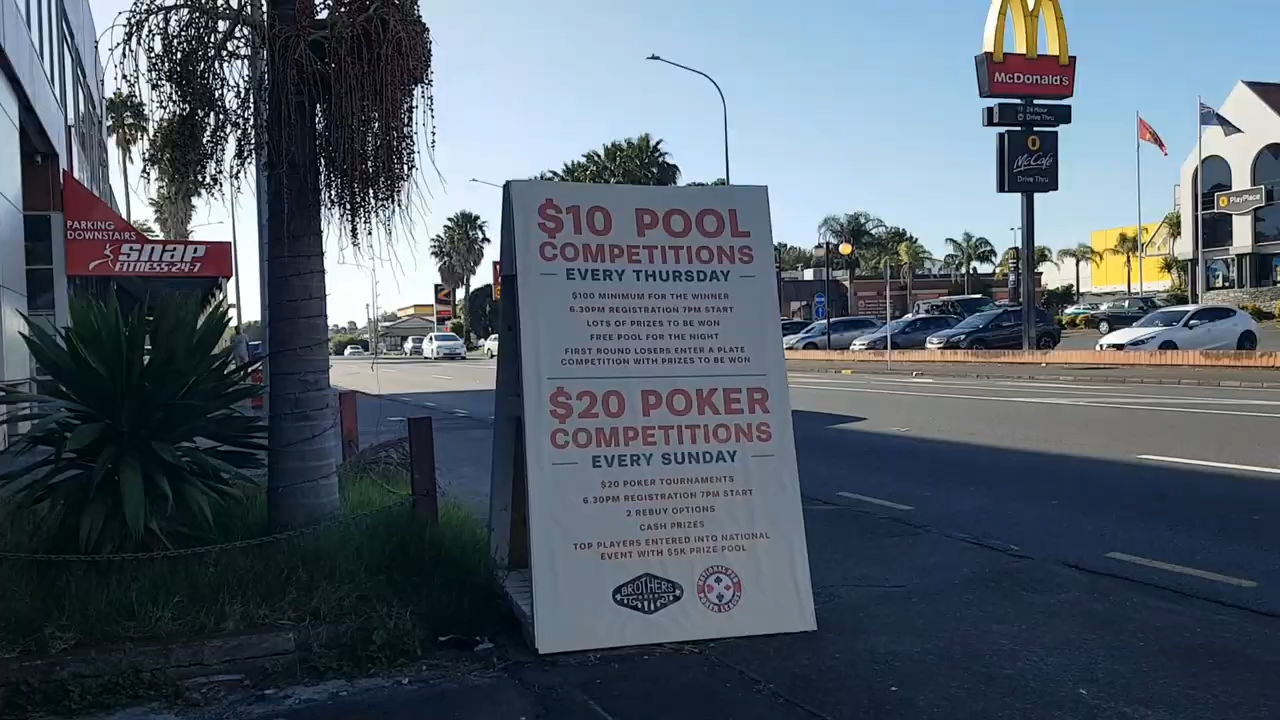 McDonald's
24 Hour
Drive Thru
McCafé
Drive Thru
PlayPlace
PARKING
DOWNSTAIRS
SNAP
FITNESS-24-7
$10 POOL
COMPETITIONS
EVERY THURSDAY
$100 MINIMUM FOR THE WINNER
6.30PM REGISTRATION 7PM START
LOTS OF PRIZES TO BE WON
FREE POOL FOR THE NIGHT
FIRST ROUND LOSERS ENTER A PLATE
COMPETITION WITH PRIZES TO BE WON
$20 POKER
COMPETITIONS
EVERY SUNDAY
$20 POKER TOURNAMENTS
6.30PM REGISTRATION 7PM START
2 REBUY OPTIONS
CASH PRIZES
TOP PLAYERS ENTERED INTO NATIONAL
EVENT WITH $5K PRIZE POOL
BROTHERS
NATIONAL PUB
POKER LEAGUE